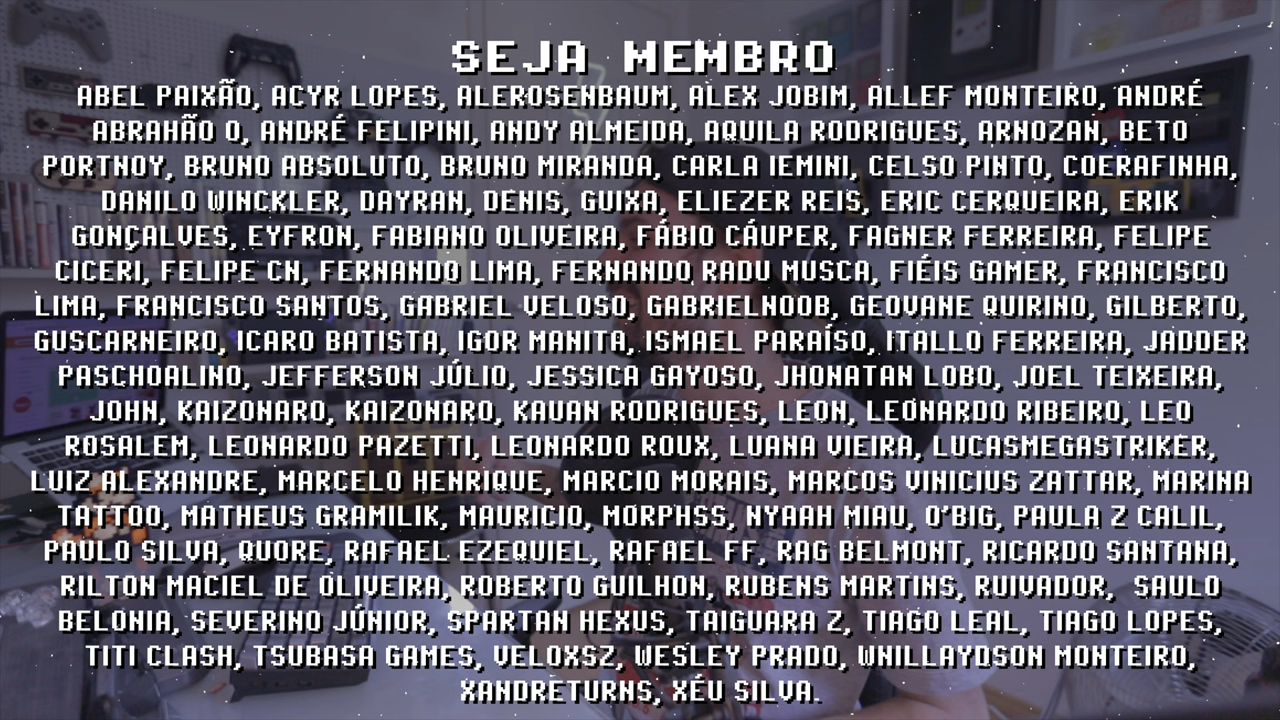 SEJA MEMBRO
ABEL PAIXÃO, ACYR LOPES, ALEROSENBAUM, ALEX JOBIM, ALLEF MONTEIRO, ANDRÉ
ABRAHÃO O, ANDRÉ FELIPINI, ANDY ALMEIDA, AQUILA RODRIGUES, ARNOZAN, BETO
PORTNOY, BRUNO ABSOLUTO, BRUNO MIRANDA, CARLA IEMINI, CELSO PINTO, COERAFINHA,
DANILO WINCKLER, DAYRAN, DENIS, GUIXA, ELIEZER REIS, ERIC CERQUEIRA, ERIK
GONÇALVES, EYFRON, FABIANO OLIVEIRA, FÁBIO CÁUPER, FAGNER FERREIRA, FELIPE
CICERI, FELIPE CN, FERNANDO LIMA, FERNANDO RADU MUSCA, FIÉIS GAMER, FRANCISCO
LIMA, FRANCISCO SANTOS, GABRIEL VELOSO, GABRIELNOOB, GEOVANE QUIRINO, GILBERTO,
GUSCARNEIRO, ICARO BATISTA, IGOR MANITA, ISMAEL PARAÍSO, ITALLO FERREIRA, JADDER
PASCHOALINO, JEFFERSON JÚLIO, JESSICA GAYOSO, JHONATAN LOBO, JOEL TEIXEIRA,
JOHN, KAIZONARO, KAIZONARO, KAUAN RODRIGUES, LEON, LEONARDO RIBEIRO, LEO
ROSALEM, LEONARDO PAZETTI, LEONARDO ROUX, LUANA VIEIRA, LUCASMEGASTRIKER,
LUIZ ALEXANDRE, MARCELO HENRIQUE, MARCIO MORAIS, MARCOS VINICIUS ZATTAR, MARINA
TATTOO, MATHEUS GRAMILIK, MAURICIO, MORPHSS, NYAAH MIAU, O'BIG, PAULA Z CALIL,
PAULO SILVA, QUORE, RAFAEL EZEQUIEL, RAFAEL FF, RAG BELMONT, RICARDO SANTANA,
RILTON MACIEL DE OLIVEIRA, ROBERTO GUILHON, RUBENS MARTINS, RUIVADOR, SAULO
BELONIA, SEVERINO JÚNIOR, SPARTAN HEXUS, TAIGUARA Z, TIAGO LEAL, TIAGO LOPES,
TITI CLASH, TSUBASA GAMES, VELOXSZ, WESLEY PRADO, WNILLAYDSON MONTEIRO,
XANDRETURNS, XÉU SILVA.